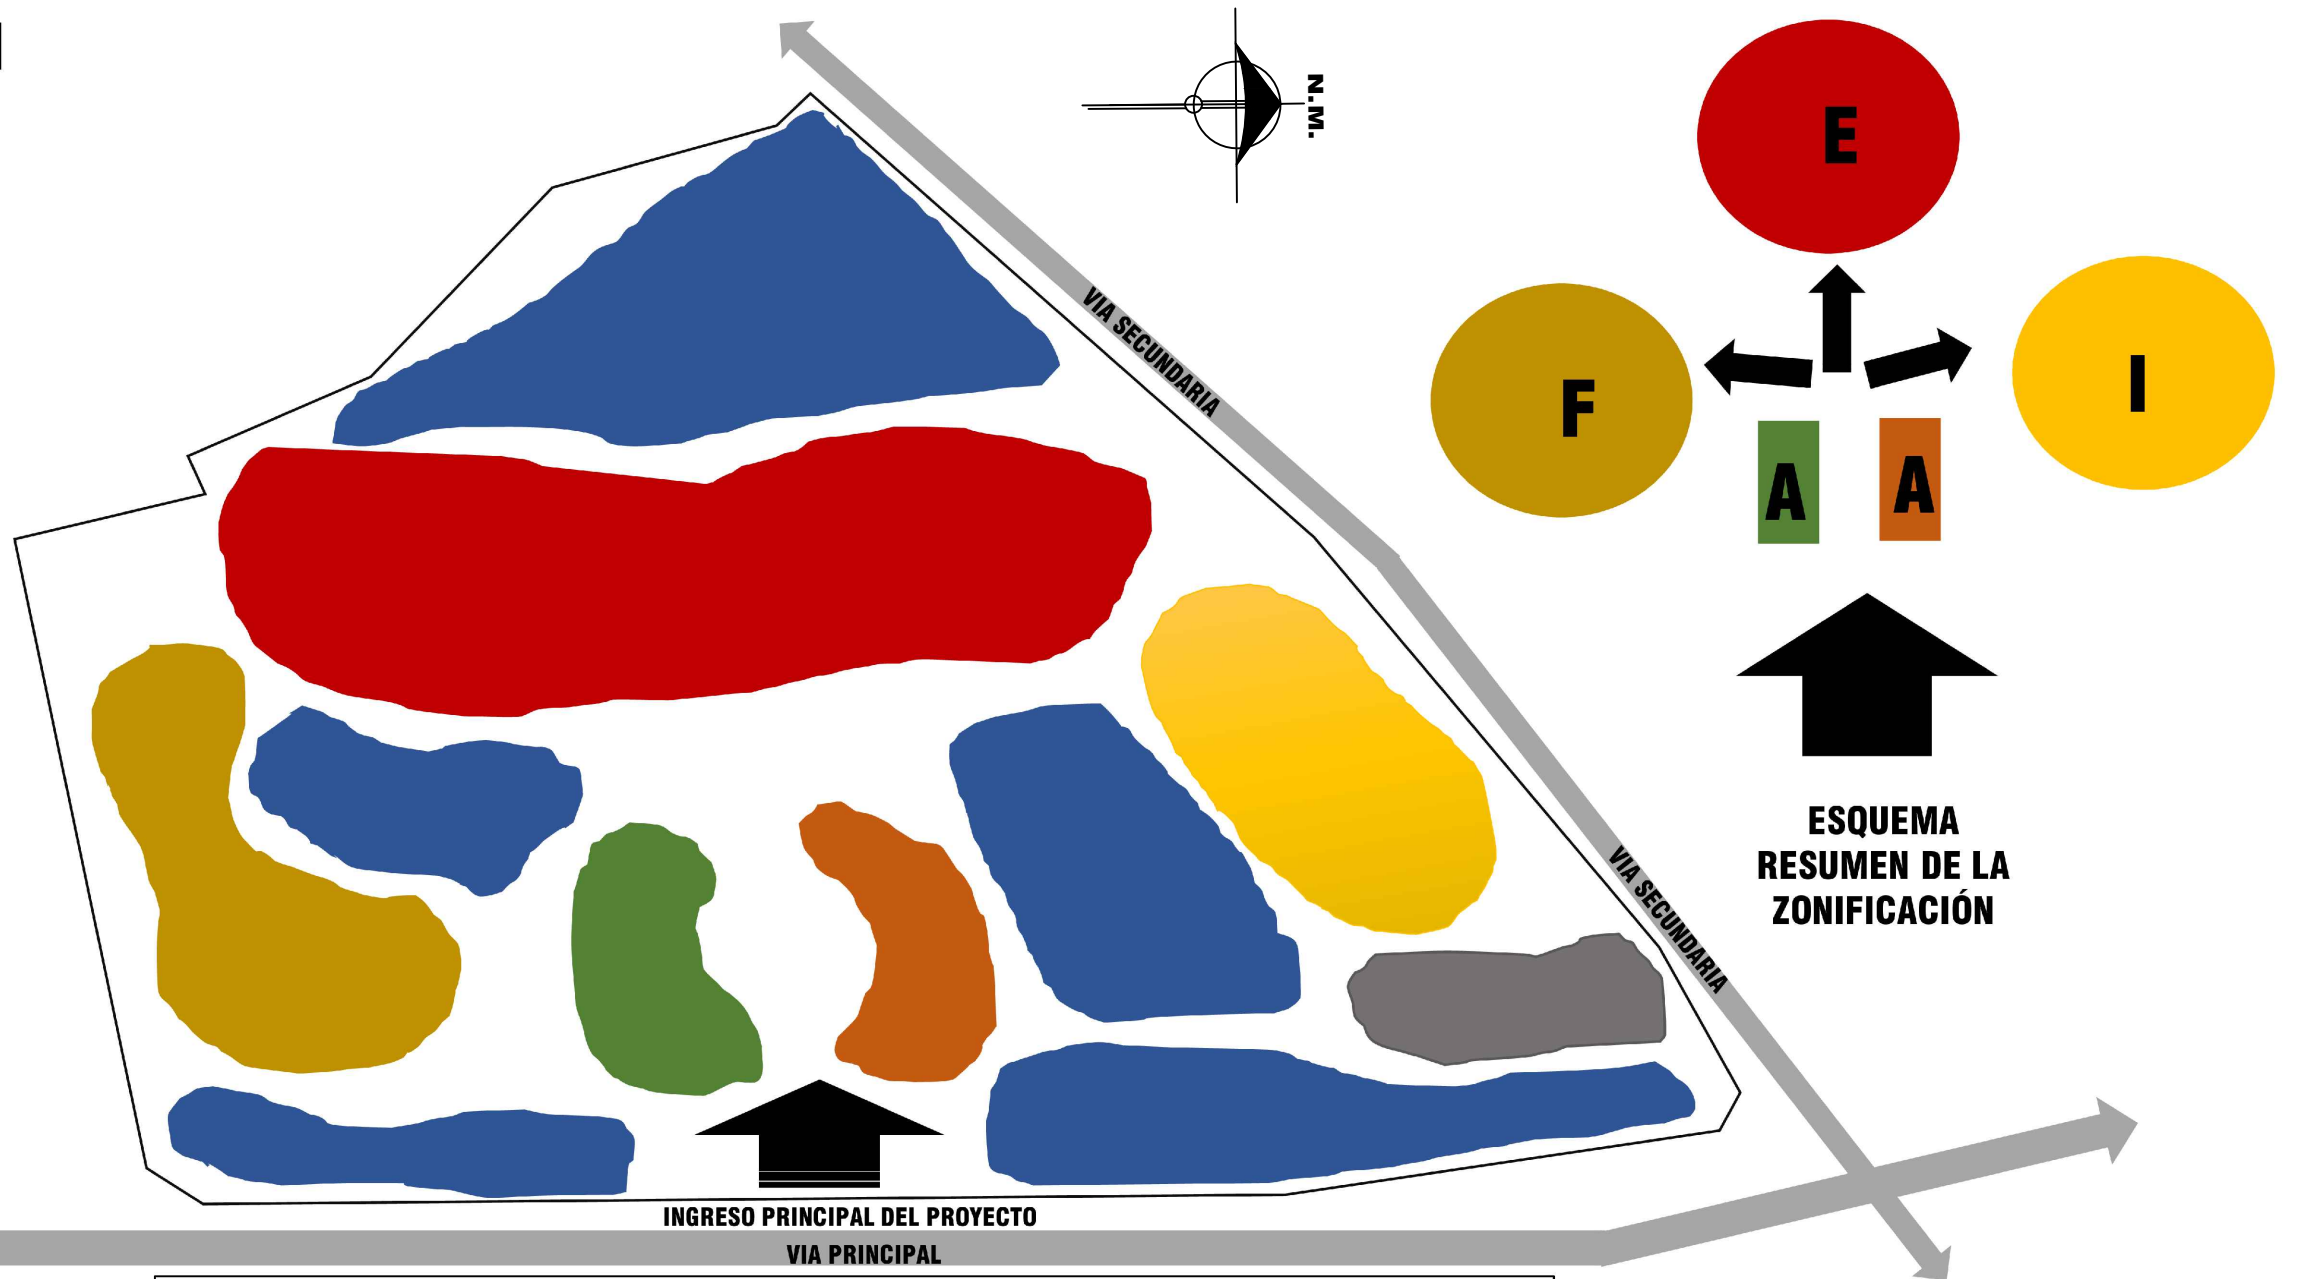 N.M.
E
F
I
A
A
VIA SECUNDARIA
VIA SECUNDARIA
ESQUEMA
RESUMEN DE LA
ZONIFICACIÓN
INGRESO PRINCIPAL DEL PROYECTO
VIA PRINCIPAL